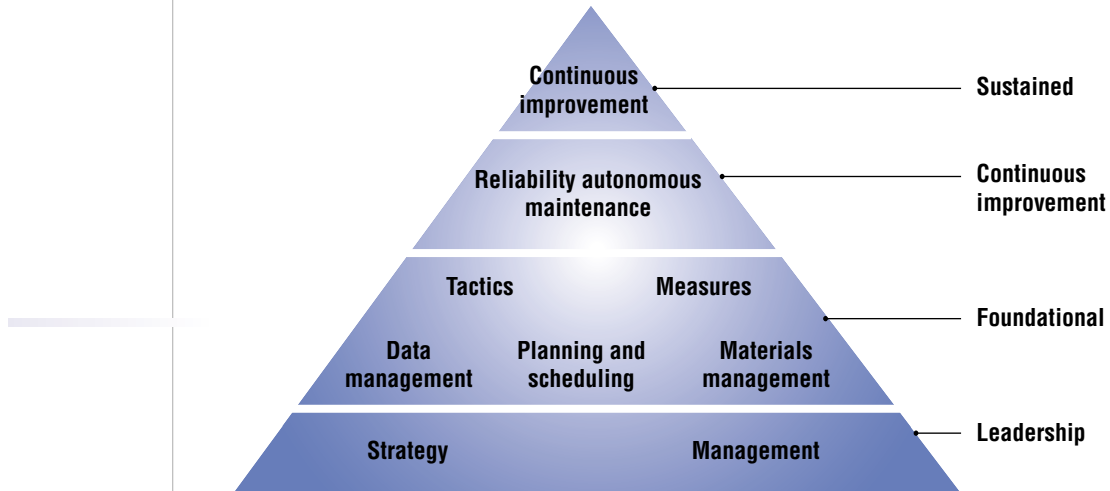 Continuous
improvement
Sustained
Reliability autonomous
maintenance
Continuous
improvement
Tactics
Measures
Data
management
Planning and
scheduling
Materials
management
Foundational
Strategy
Management
Leadership